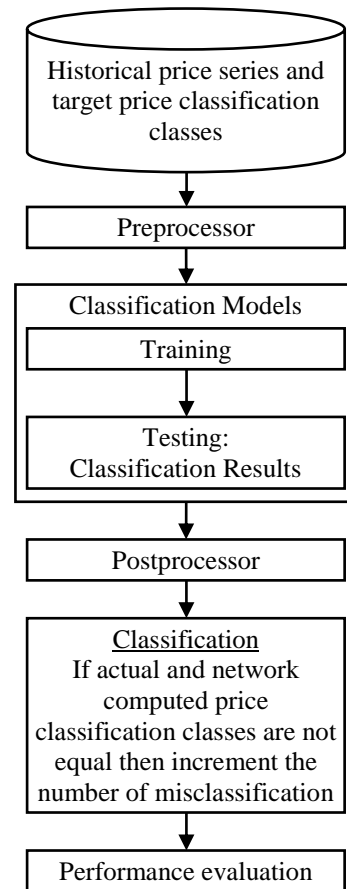 Historical price series and
target price classification
classes
Preprocessor
Classification Models
Training
Testing:
Classification Results
Postprocessor
Classification
If actual and network
computed price
classification classes are not
equal then increment the
number of misclassification
Performance evaluation